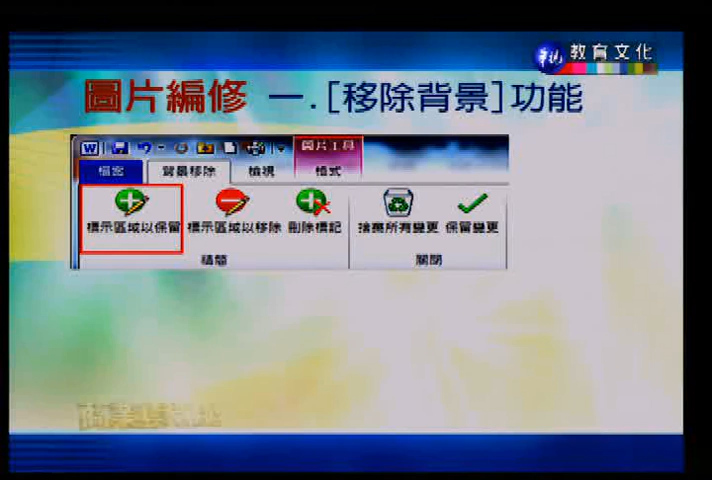 教育文化
圖片編修 一.[移除背景]功能
W
圖片工具
檔案 背景移除 檢視 格式
標示區域以保留 標示區域以移除 刪除標記 捨棄所有變更 保留變更
精簡 關閉